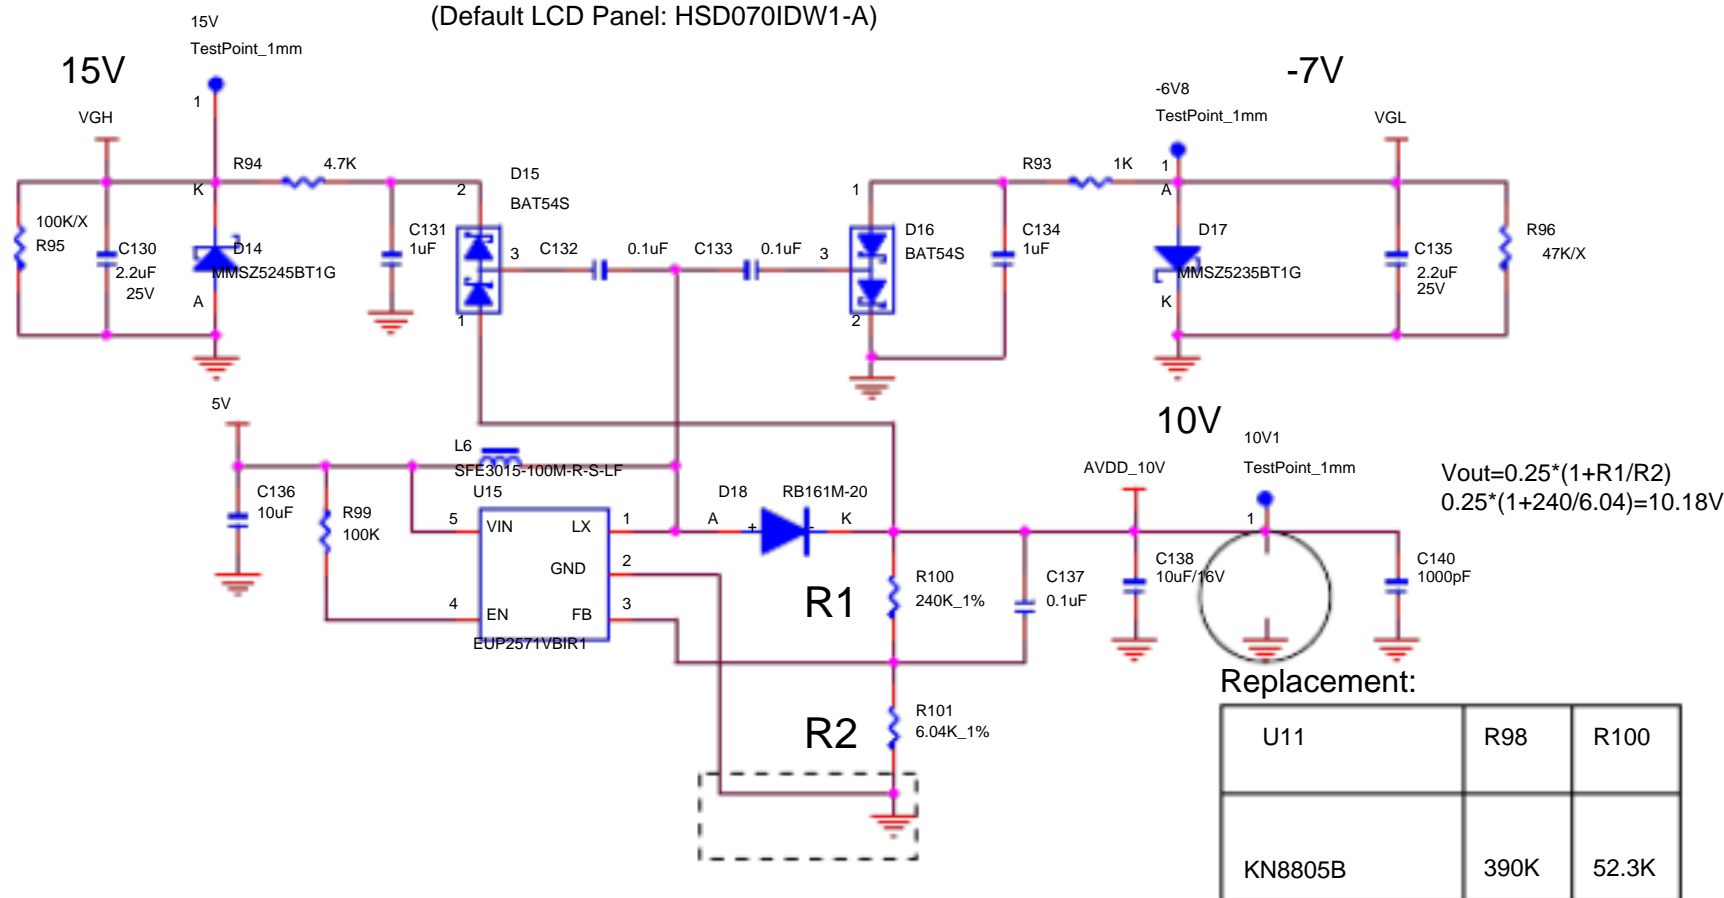 (Default LCD Panel: HSD070IDW1-A)
15V
TestPoint_1mm
15V
1
VGH
-7V
-6V8
TestPoint_1mm
VGL
1
R94
4.7K
K
D15
BAT54S
2
100K/X
R95
C130
2.2uF
25V
D14
MMSZ5245BT1G
A
C131
1uF
3
C132
0.1uF
C133
0.1uF
3
1
1
D16
BAT54S
2
R93
1K
A
C134
1uF
D17
MMSZ5235BT1G
K
C135
2.2uF
25V
R96
47K/X
5V
L6
SFE3015-100M-R-S-LF
U15
C136
10uF
R99
100K
5
VIN
LX
1
GND
2
4
EN
FB
3
EUP2571VBIR1
D18
RB161M-20
A
+
-
K
10V
10V1
TestPoint_1mm
AVDD_10V
1
Vout=0.25*(1+R1/R2)
0.25*(1+240/6.04)=10.18V
R1
R100
240K_1%
C137
0.1uF
C138
10uF/16V
C140
1000pF
R2
R101
6.04K_1%
Replacement:
U11
R98
R100
KN8805B
390K
52.3K